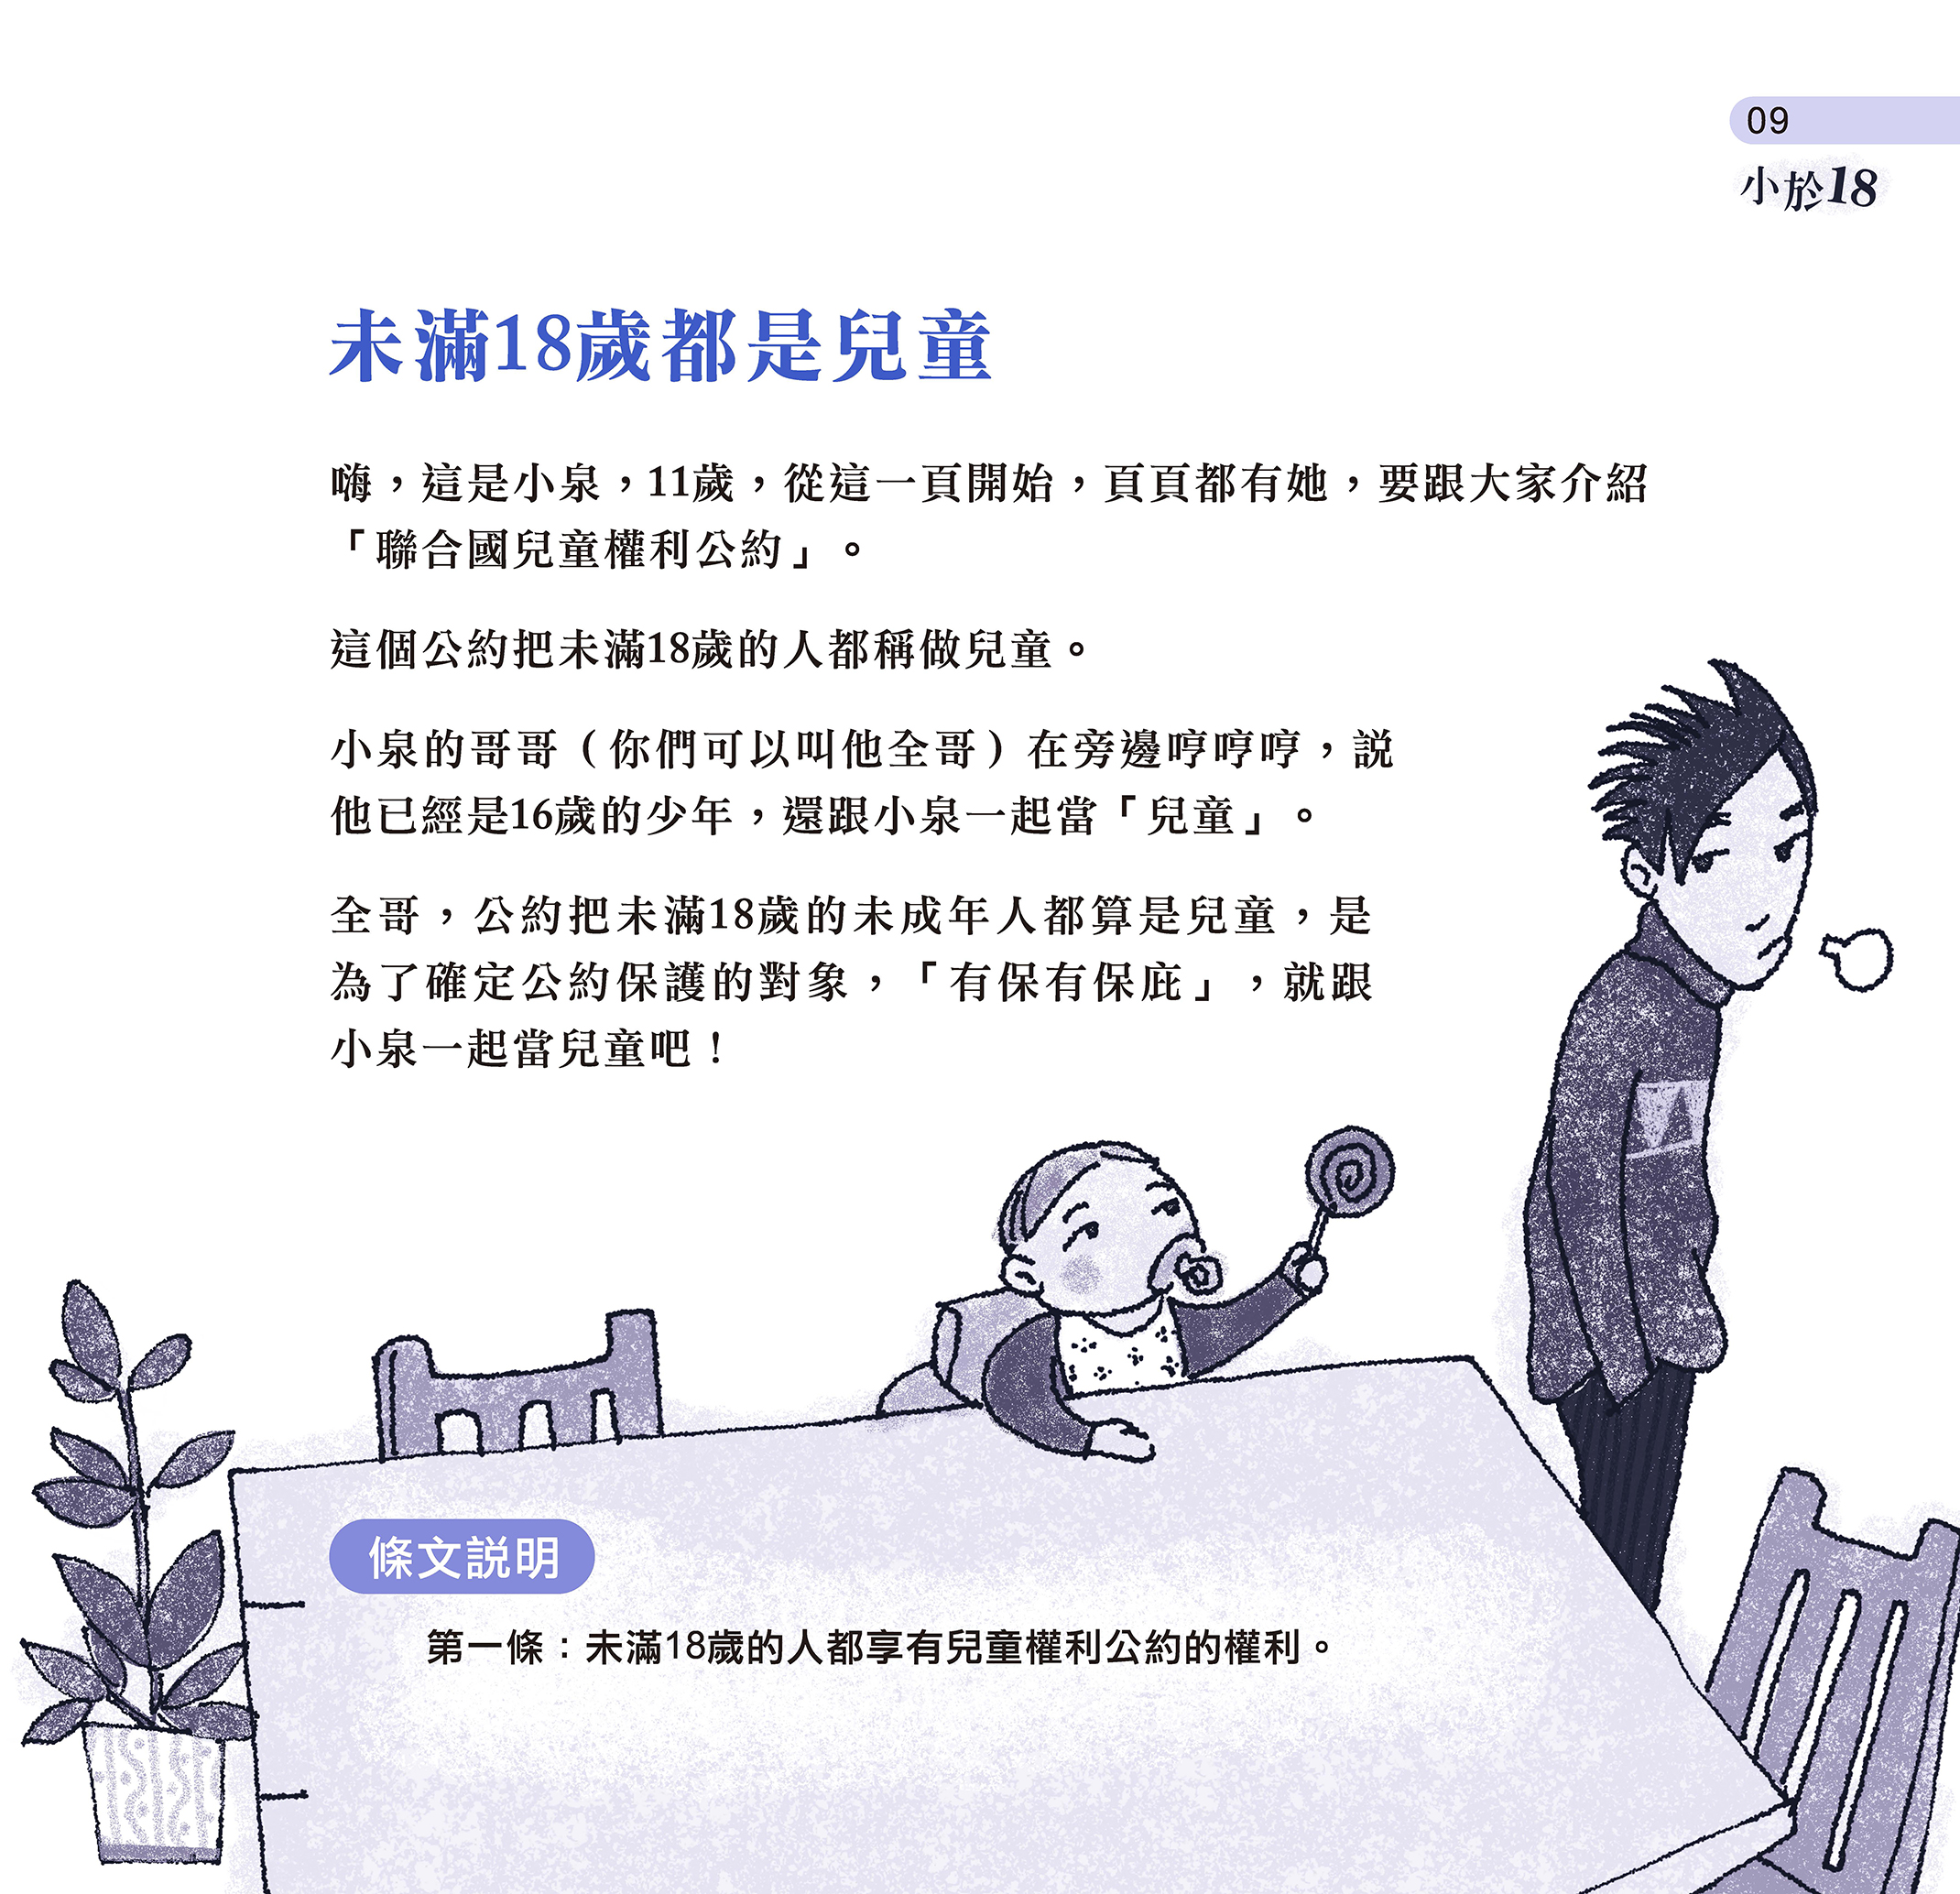 09
小於18
未滿18歲都是兒童
嗨，這是小泉，11歲，從這一頁開始，頁頁都有她，要跟大家介紹
「聯合國兒童權利公約」。
這個公約把未滿18歲的人都稱做兒童。
小泉的哥哥（你們可以叫他全哥）在旁邊哼哼哼，説
他已經是16歲的少年，還跟小泉一起當「兒童」。
全哥，公約把未滿18歲的未成年人都算是兒童，是
為了確定公約保護的對象，「有保有保庇」，就跟
小泉一起當兒童吧！
條文説明
第一條：未滿18歲的人都享有兒童權利公約的權利。